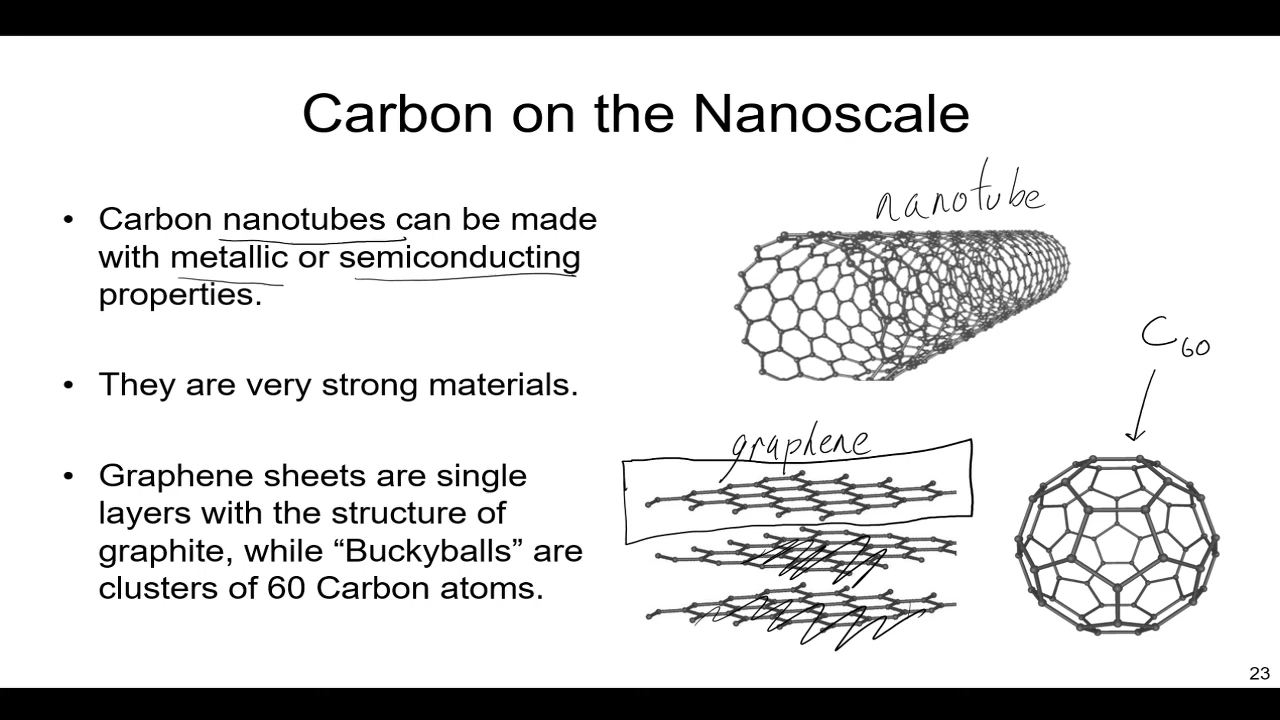 Carbon on the Nanoscale
• Carbon nanotubes can be made
with metallic or semiconducting
properties.
• They are very strong materials.
• Graphene sheets are single
layers with the structure of
graphite, while “Buckyballs” are
clusters of 60 Carbon atoms.
nanotube
C60
graphene
23